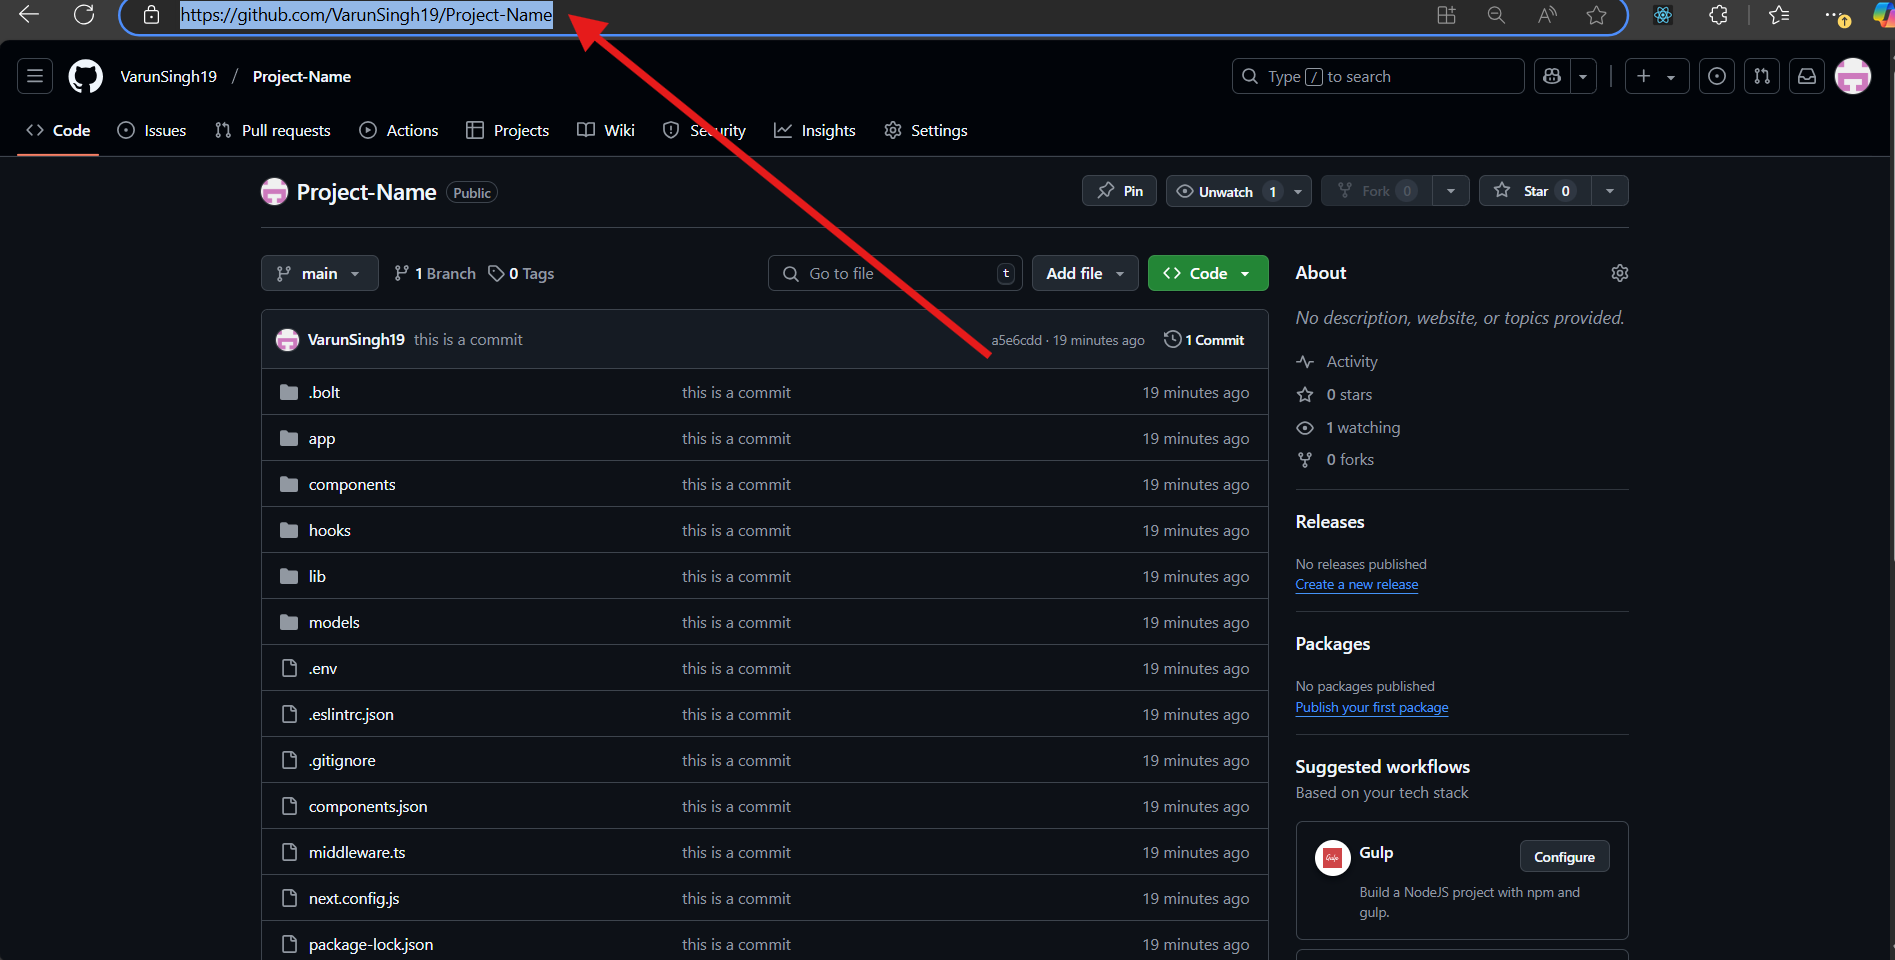 https://github.com/VarunSingh19/Project-Name
VarunSingh19 / Project-Name
Type / to search
Code Issues Pull requests Actions Projects Wiki Security Insights Settings
Project-Name Public
Pin Unwatch 1 Fork 0 Star 0
main 1 Branch 0 Tags Go to file t Add file Code
VarunSingh19 this is a commit a5e6cdd · 19 minutes ago 1 Commit
.bolt this is a commit 19 minutes ago
app this is a commit 19 minutes ago
components this is a commit 19 minutes ago
hooks this is a commit 19 minutes ago
lib this is a commit 19 minutes ago
models this is a commit 19 minutes ago
.env this is a commit 19 minutes ago
.eslintrc.json this is a commit 19 minutes ago
.gitignore this is a commit 19 minutes ago
components.json this is a commit 19 minutes ago
middleware.ts this is a commit 19 minutes ago
next.config.js this is a commit 19 minutes ago
package-lock.json this is a commit 19 minutes ago
About
No description, website, or topics provided.
Activity
0 stars
1 watching
0 forks
Releases
No releases published
Create a new release
Packages
No packages published
Publish your first package
Suggested workflows
Based on your tech stack
Gulp Configure
Build a NodeJS project with npm and
gulp.